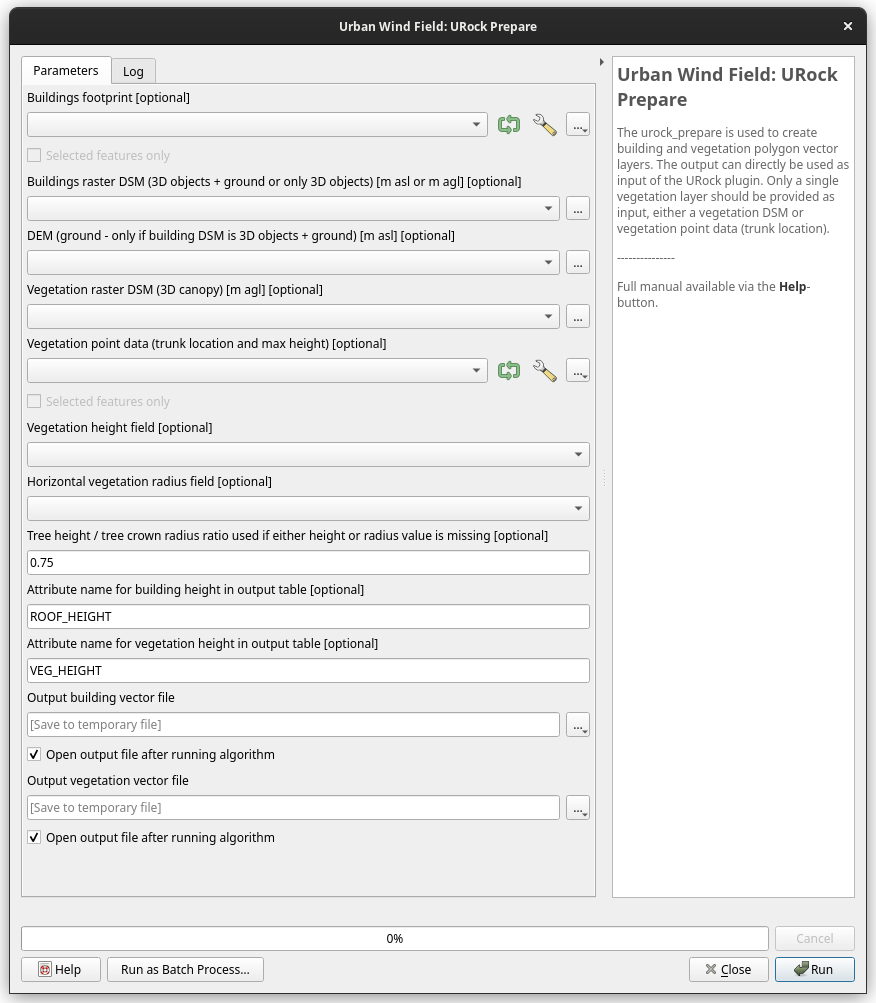 Urban Wind Field: URock Prepare
Parameters
Log
Buildings footprint [optional]
...
Selected features only
Buildings raster DSM (3D objects + ground or only 3D objects) [m asl or m agl] [optional]
...
DEM (ground - only if building DSM is 3D objects + ground) [m asl] [optional]
...
Vegetation raster DSM (3D canopy) [m agl] [optional]
...
Vegetation point data (trunk location and max height) [optional]
...
Selected features only
Vegetation height field [optional]
Horizontal vegetation radius field [optional]
Tree height / tree crown radius ratio used if either height or radius value is missing [optional]
0.75
Attribute name for building height in output table [optional]
ROOF_HEIGHT
Attribute name for vegetation height in output table [optional]
VEG_HEIGHT
Output building vector file
[Save to temporary file]
...
Open output file after running algorithm
Output vegetation vector file
[Save to temporary file]
...
Open output file after running algorithm
Urban Wind Field: URock
Prepare
The urock_prepare is used to create
building and vegetation polygon vector
layers. The output can directly be used as
input of the URock plugin. Only a single
vegetation layer should be provided as
input, either a vegetation DSM or
vegetation point data (trunk location).
---------------
Full manual available via the Help-
button.
0%
Cancel
Help
Run as Batch Process...
Close
Run